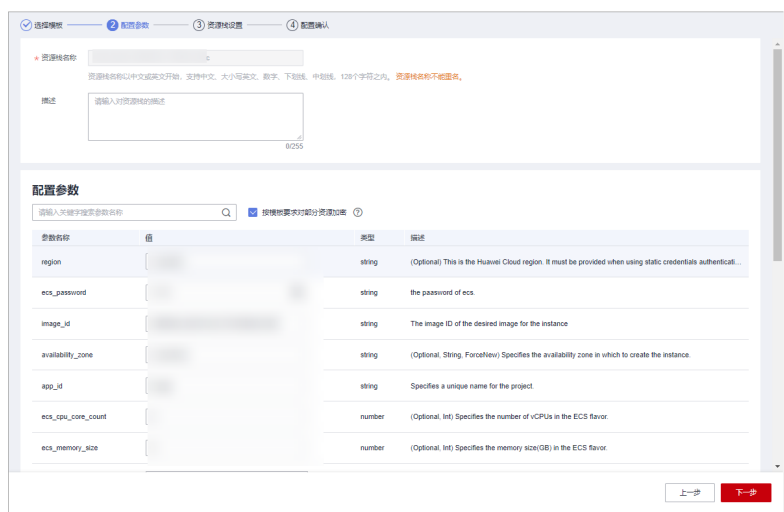 选择模板 2 配置参数 3 资源栈设置 4 配置确认
* 资源栈名称
资源栈名称以中文或英文开始，支持中文、大小写英文、数字、下划线、中划线，128个字符之内。 资源栈名称不能重名。
描述 请输入对资源栈的描述
0/255
配置参数
请输入关键字搜索参数名称 按模板要求对部分资源加密 ?
参数名称 值 类型 描述
region string (Optional) This is the Huawei Cloud region. It must be provided when using static credentials authenticati...
ecs_password string the paasword of ecs.
image_id string The image ID of the desired image for the instance
availability_zone string (Optional, String, ForceNew) Specifies the availability zone in which to create the instance.
app_id string Specifies a unique name for the project.
ecs_cpu_core_count number (Optional, Int) Specifies the number of vCPUs in the ECS flavor.
ecs_memory_size number (Optional, Int) Specifies the memory size(GB) in the ECS flavor.
上一步 下一步